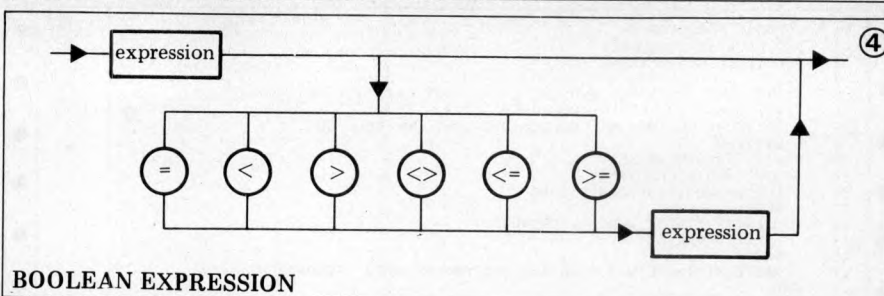 ④
expression
= < > <> <= >=
expression
BOOLEAN EXPRESSION